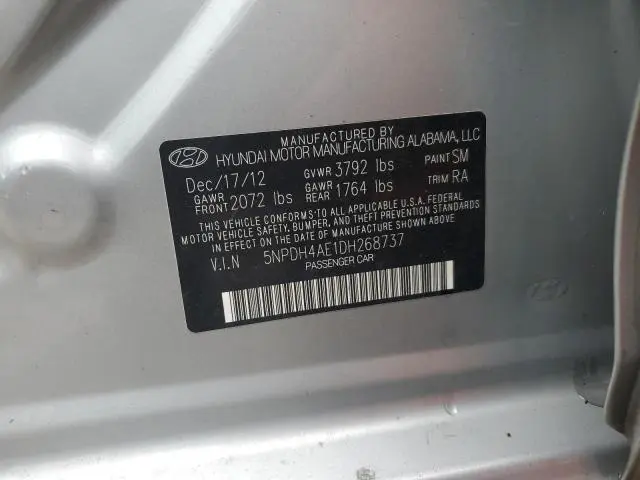 MANUFACTURED BY
HYUNDAI MOTOR MANUFACTURING ALABAMA, LLC
Dec/17/12 GVWR 3792 lbs PAINT SM
GAWR FRONT 2072 lbs GAWR REAR 1764 lbs TRIM RA
THIS VEHICLE CONFORMS TO ALL APPLICABLE U.S.A. FEDERAL
MOTOR VEHICLE SAFETY, BUMPER, AND THEFT PREVENTION STANDARDS
IN EFFECT ON THE DATE OF MANUFACTURE SHOWN ABOVE.
V.I.N 5NPDH4AE1DH268737
PASSENGER CAR